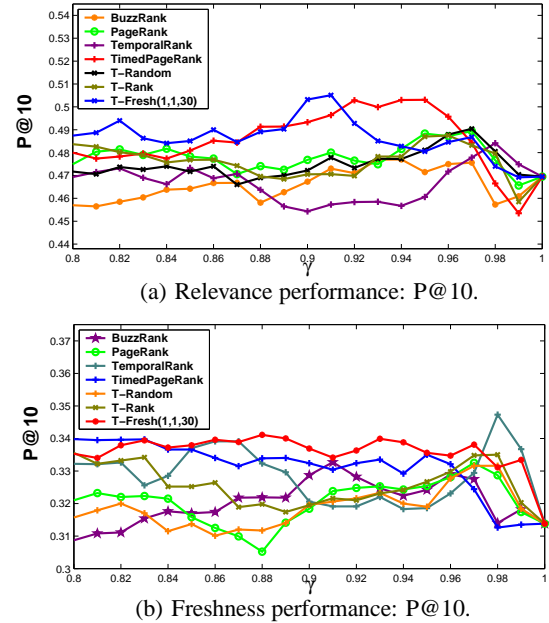 0.54
0.53
0.52
0.51
0.5
0.49
0.48
0.47
0.46
0.45
0.44
P@10
BuzzRank
PageRank
TemporalRank
TimedPageRank
T−Random
T−Rank
T−Fresh(1,1,30)
0.8 0.82 0.84 0.86 0.88 0.9 0.92 0.94 0.96 0.98 1
γ
(a) Relevance performance: P@10.
0.37
0.36
0.35
0.34
0.33
0.32
0.31
0.3
P@10
BuzzRank
PageRank
TemporalRank
TimedPageRank
T−Random
T−Rank
T−Fresh(1,1,30)
0.8 0.82 0.84 0.86 0.88 0.9 0.92 0.94 0.96 0.98 1
γ
(b) Freshness performance: P@10.